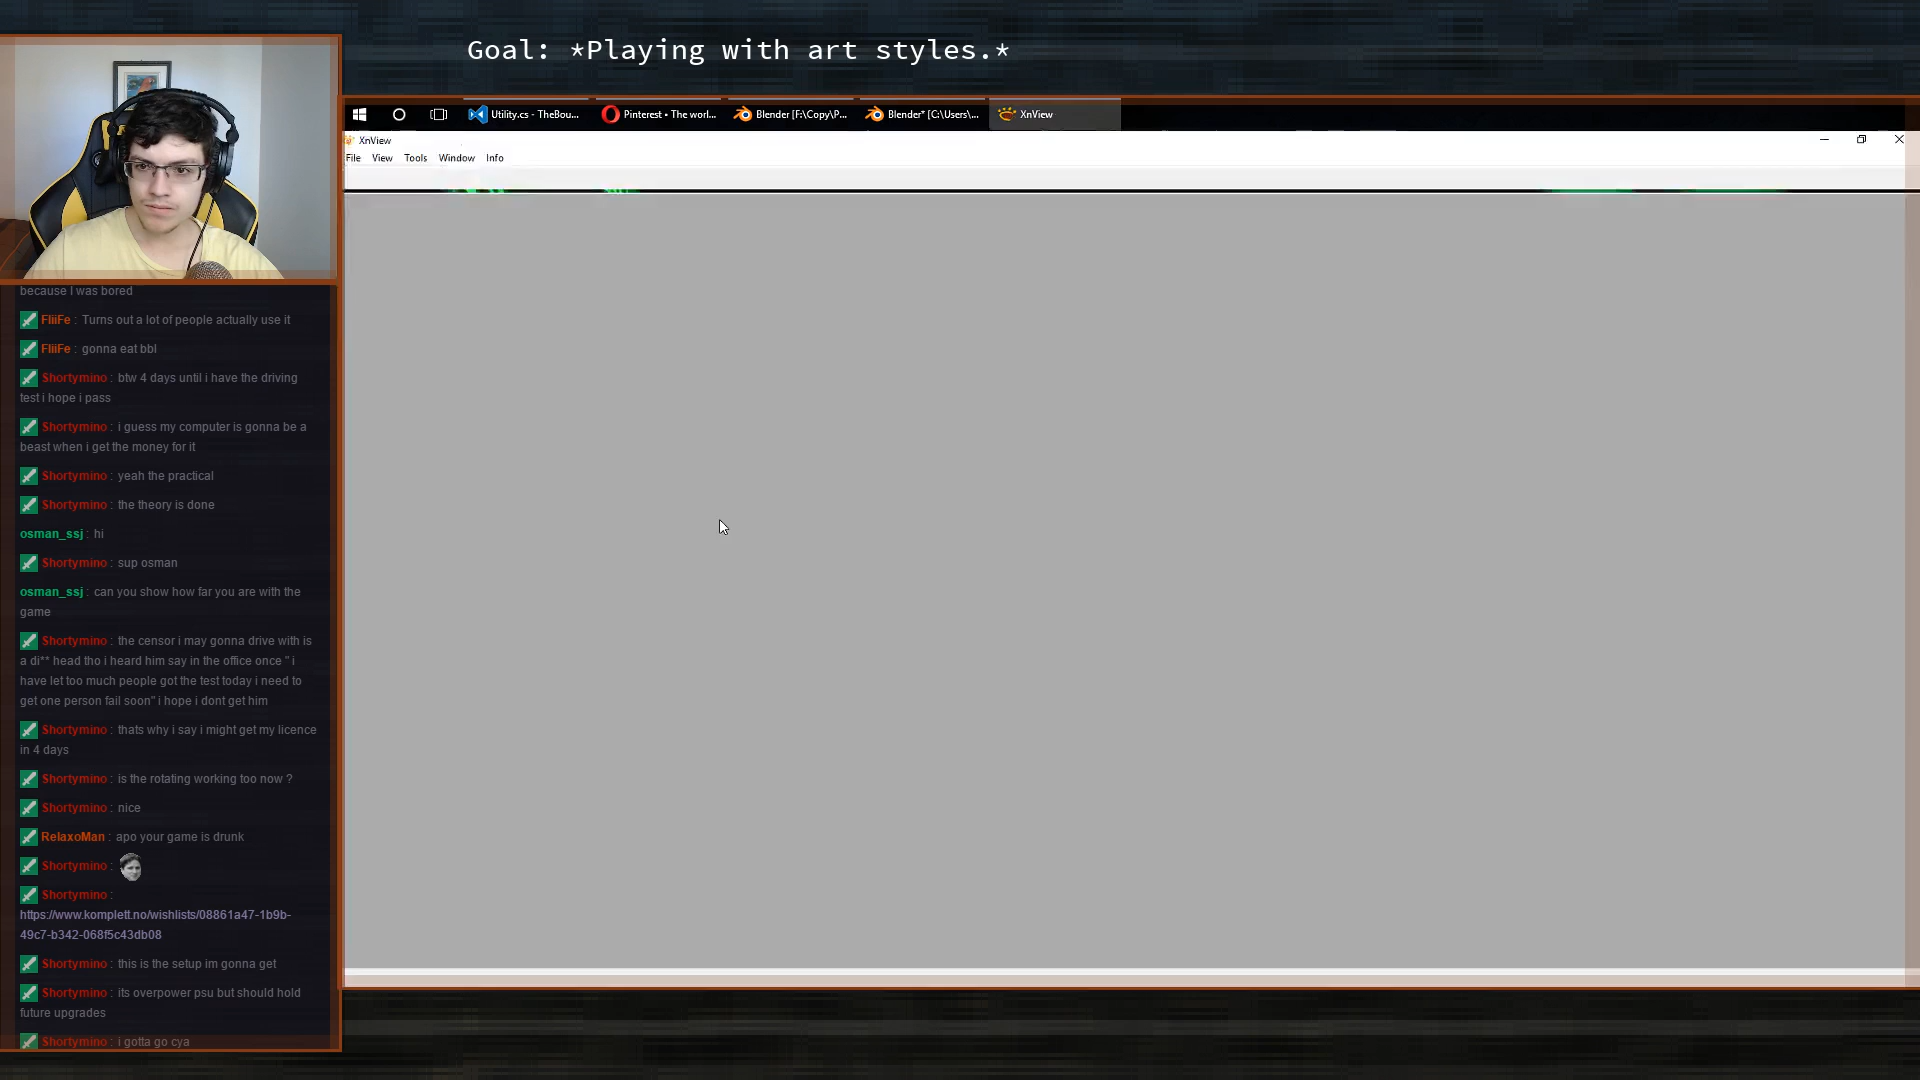 Goal: *Playing with art styles.*
Utility.cs - TheBou...
Pinterest • The worl...
Blender [F:\Copy\P...
Blender* [C:\Users\...
XnView
XnView
File View Tools Window Info
because I was bored
FliiFe : Turns out a lot of people actually use it
FliiFe : gonna eat bbl
Shortymino : btw 4 days until i have the driving
test i hope i pass
Shortymino : i guess my computer is gonna be a
beast when i get the money for it
Shortymino : yeah the practical
Shortymino : the theory is done
osman_ssj : hi
Shortymino : sup osman
osman_ssj : can you show how far you are with the
game
Shortymino : the censor i may gonna drive with is
a di** head tho i heard him say in the office once " i
have let too much people got the test today i need to
get one person fail soon" i hope i dont get him
Shortymino : thats why i say i might get my licence
in 4 days
Shortymino : is the rotating working too now ?
Shortymino : nice
RelaxoMan : apo your game is drunk
Shortymino :
Shortymino :
https://www.komplett.no/wishlists/08861a47-1b9b-
49c7-b342-068f5c43db08
Shortymino : this is the setup im gonna get
Shortymino : its overpower psu but should hold
future upgrades
Shortymino : i gotta go cya